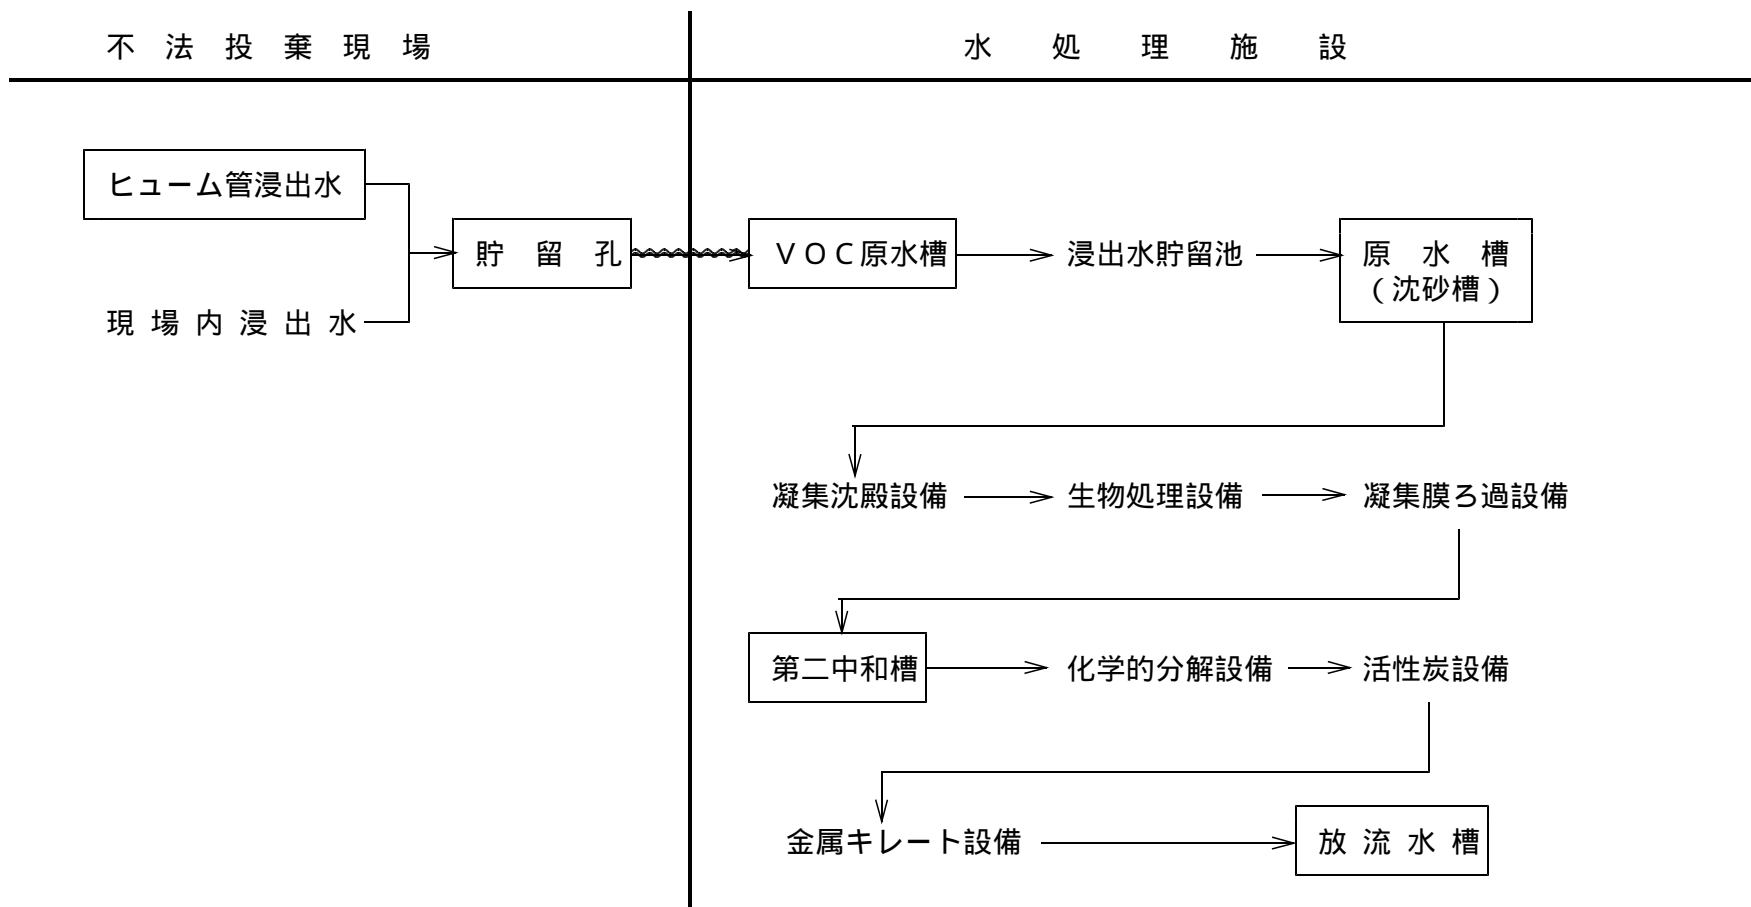 不法投棄現場
水処理施設
ヒューム管浸出水
貯留孔
ＶＯＣ原水槽
浸出水貯留池
原水槽
（沈砂槽）
現場内浸出水
凝集沈殿設備
生物処理設備
凝集膜ろ過設備
第二中和槽
化学的分解設備
活性炭設備
金属キレート設備
放流水槽